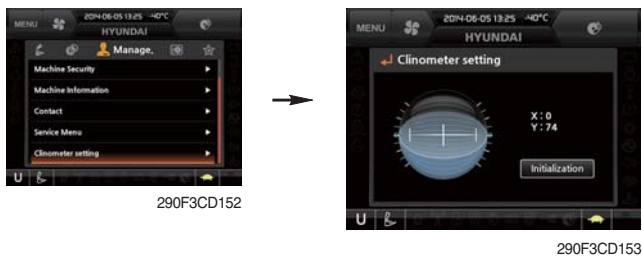 MENU 2014-06-05 13:25 -40°C
HYUNDAI
Manage.
Machine Security
Machine Information
Contact
Service Menu
Clinometer setting
U
290F3CD152
MENU 2014-06-05 13:25 -40°C
HYUNDAI
Clinometer setting
X : 0
Y : 74
Initialization
U
290F3CD153